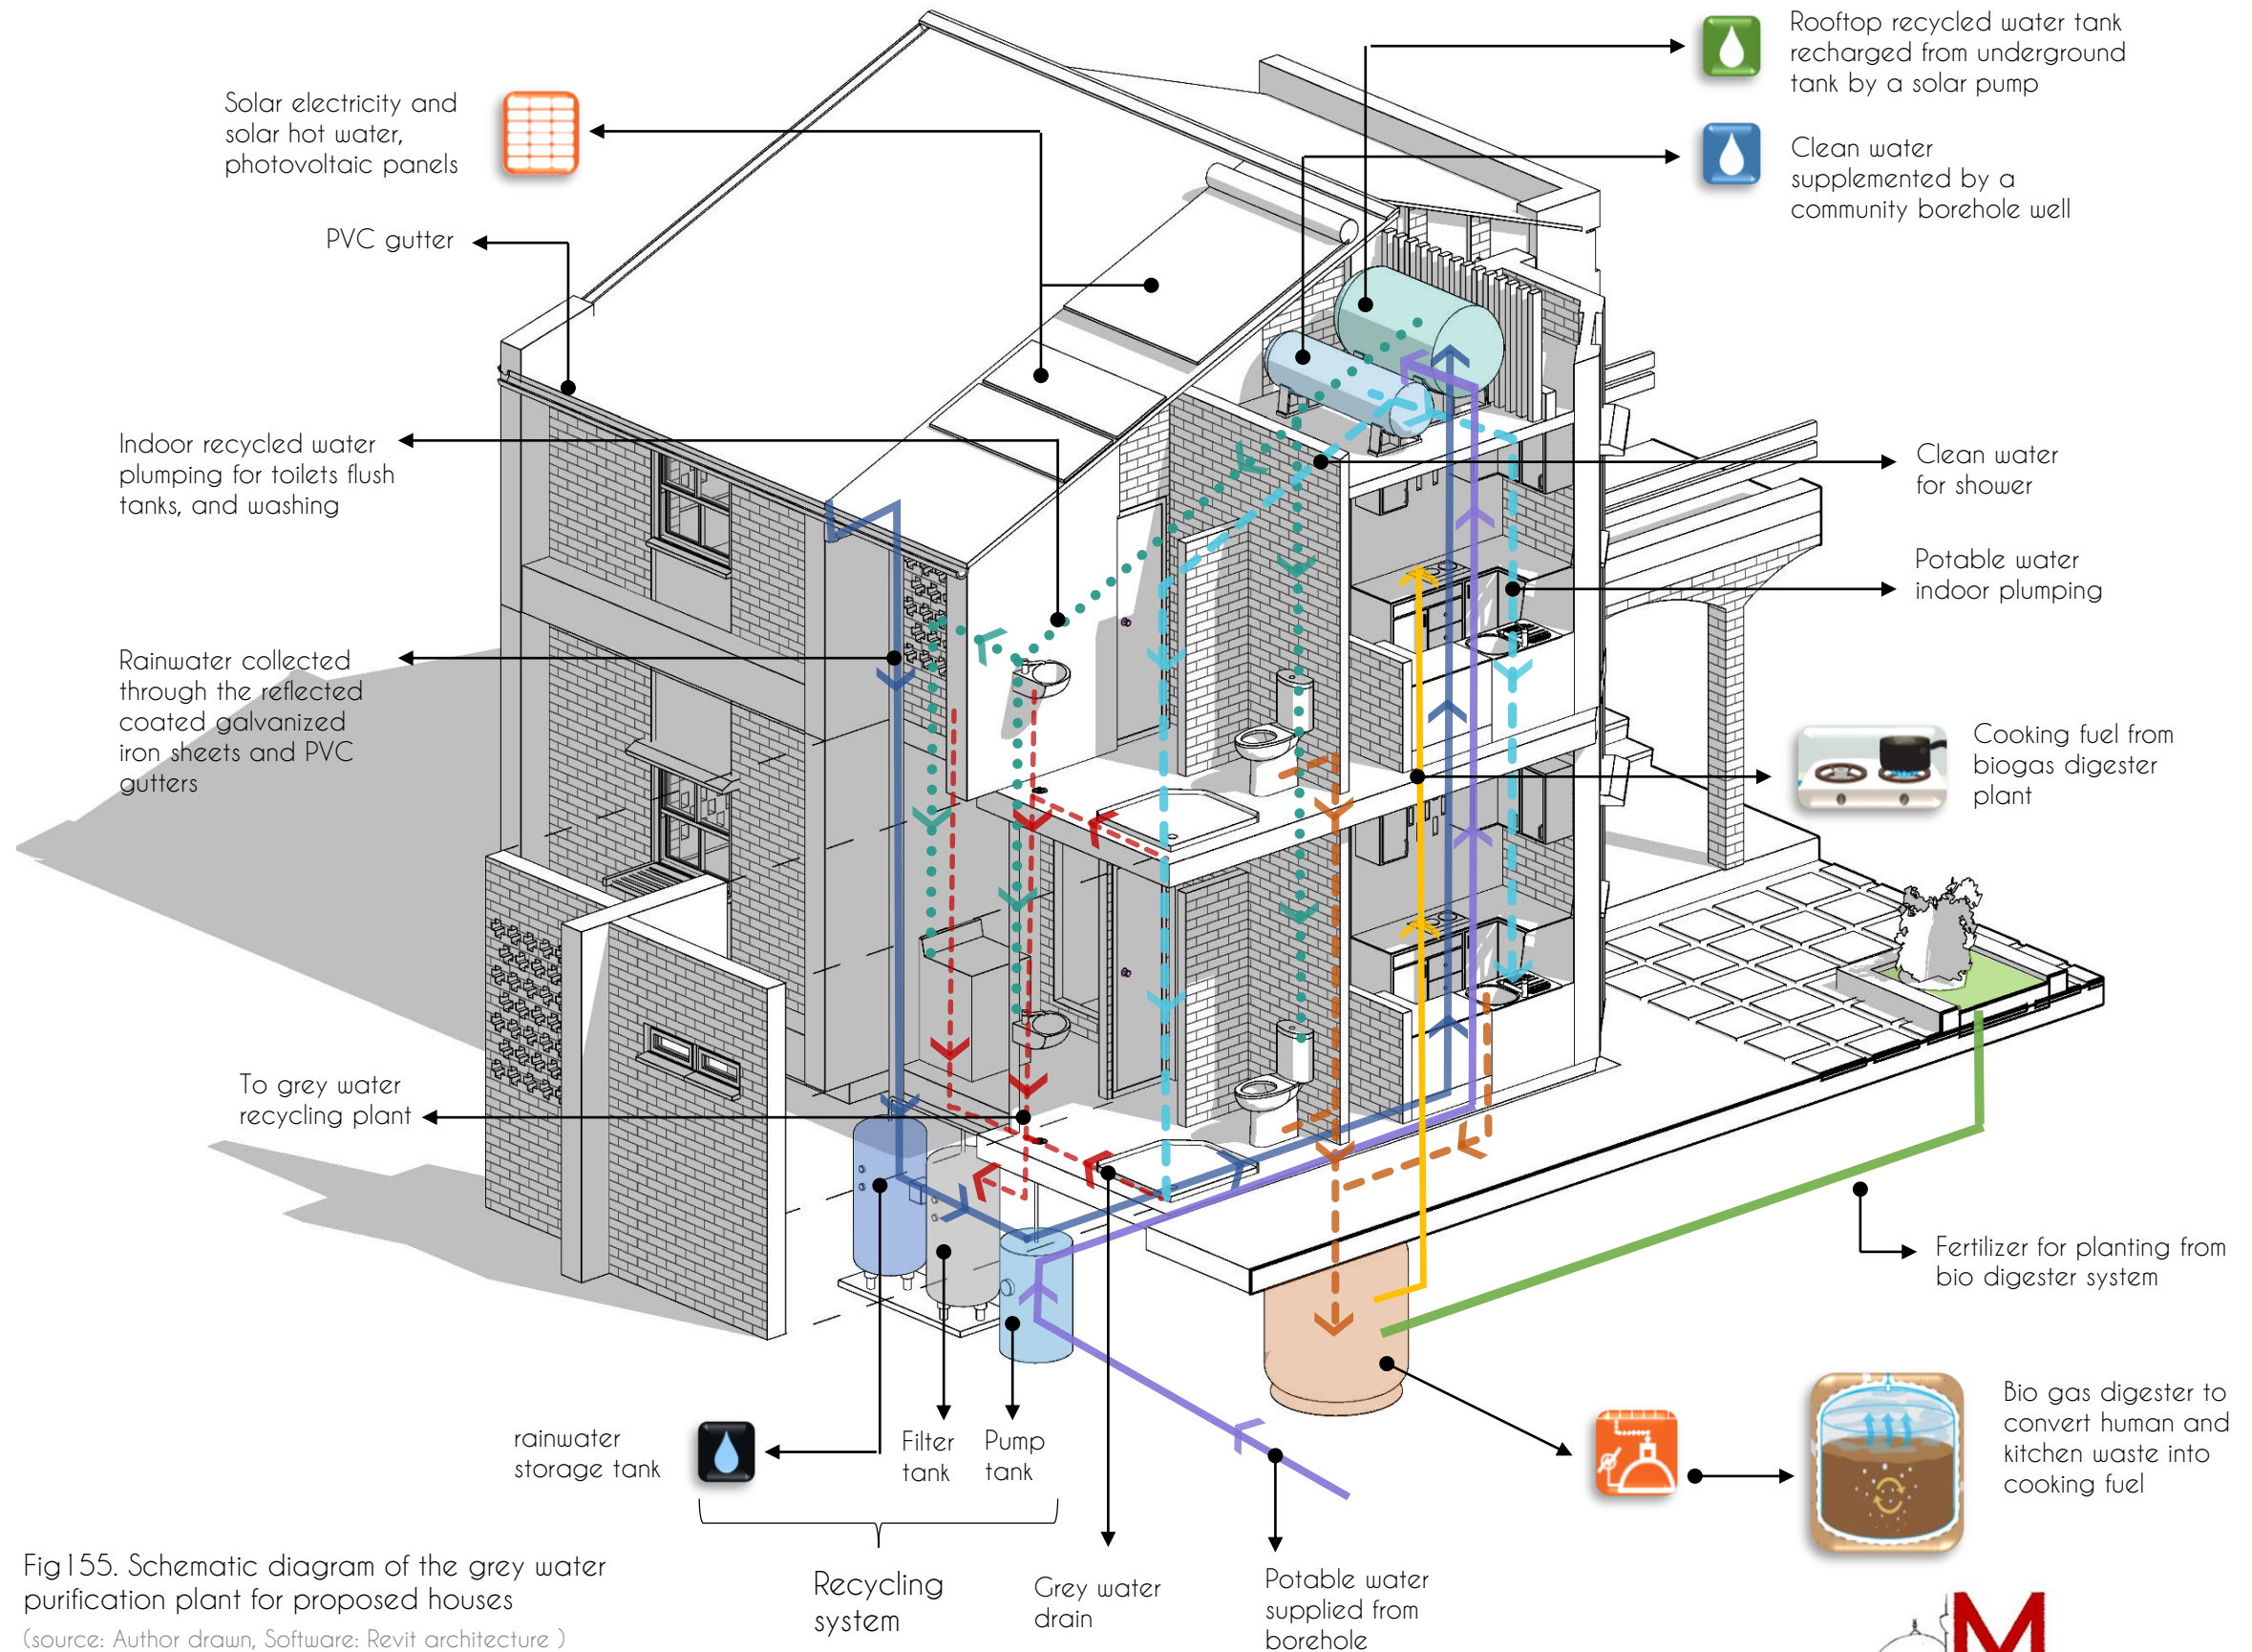 Rooftop recycled water tank
recharged from underground
tank by a solar pump
Solar electricity and
solar hot water,
photovoltaic panels
Clean water
supplemented by a
community borehole well
PVC gutter
Indoor recycled water
plumping for toilets flush
tanks, and washing
Clean water
for shower
Potable water
indoor plumping
Rainwater collected
through the reflected
coated galvanized
iron sheets and PVC
gutters
Cooking fuel from
biogas digester
plant
To grey water
recycling plant
Fertilizer for planting from
bio digester system
Bio gas digester to
convert human and
kitchen waste into
cooking fuel
rainwater
storage tank
Filter
tank
Pump
tank
Recycling
system
Grey water
drain
Potable water
supplied from
borehole
Fig155. Schematic diagram of the grey water
purification plant for proposed houses
(source: Author drawn, Software: Revit architecture )
M